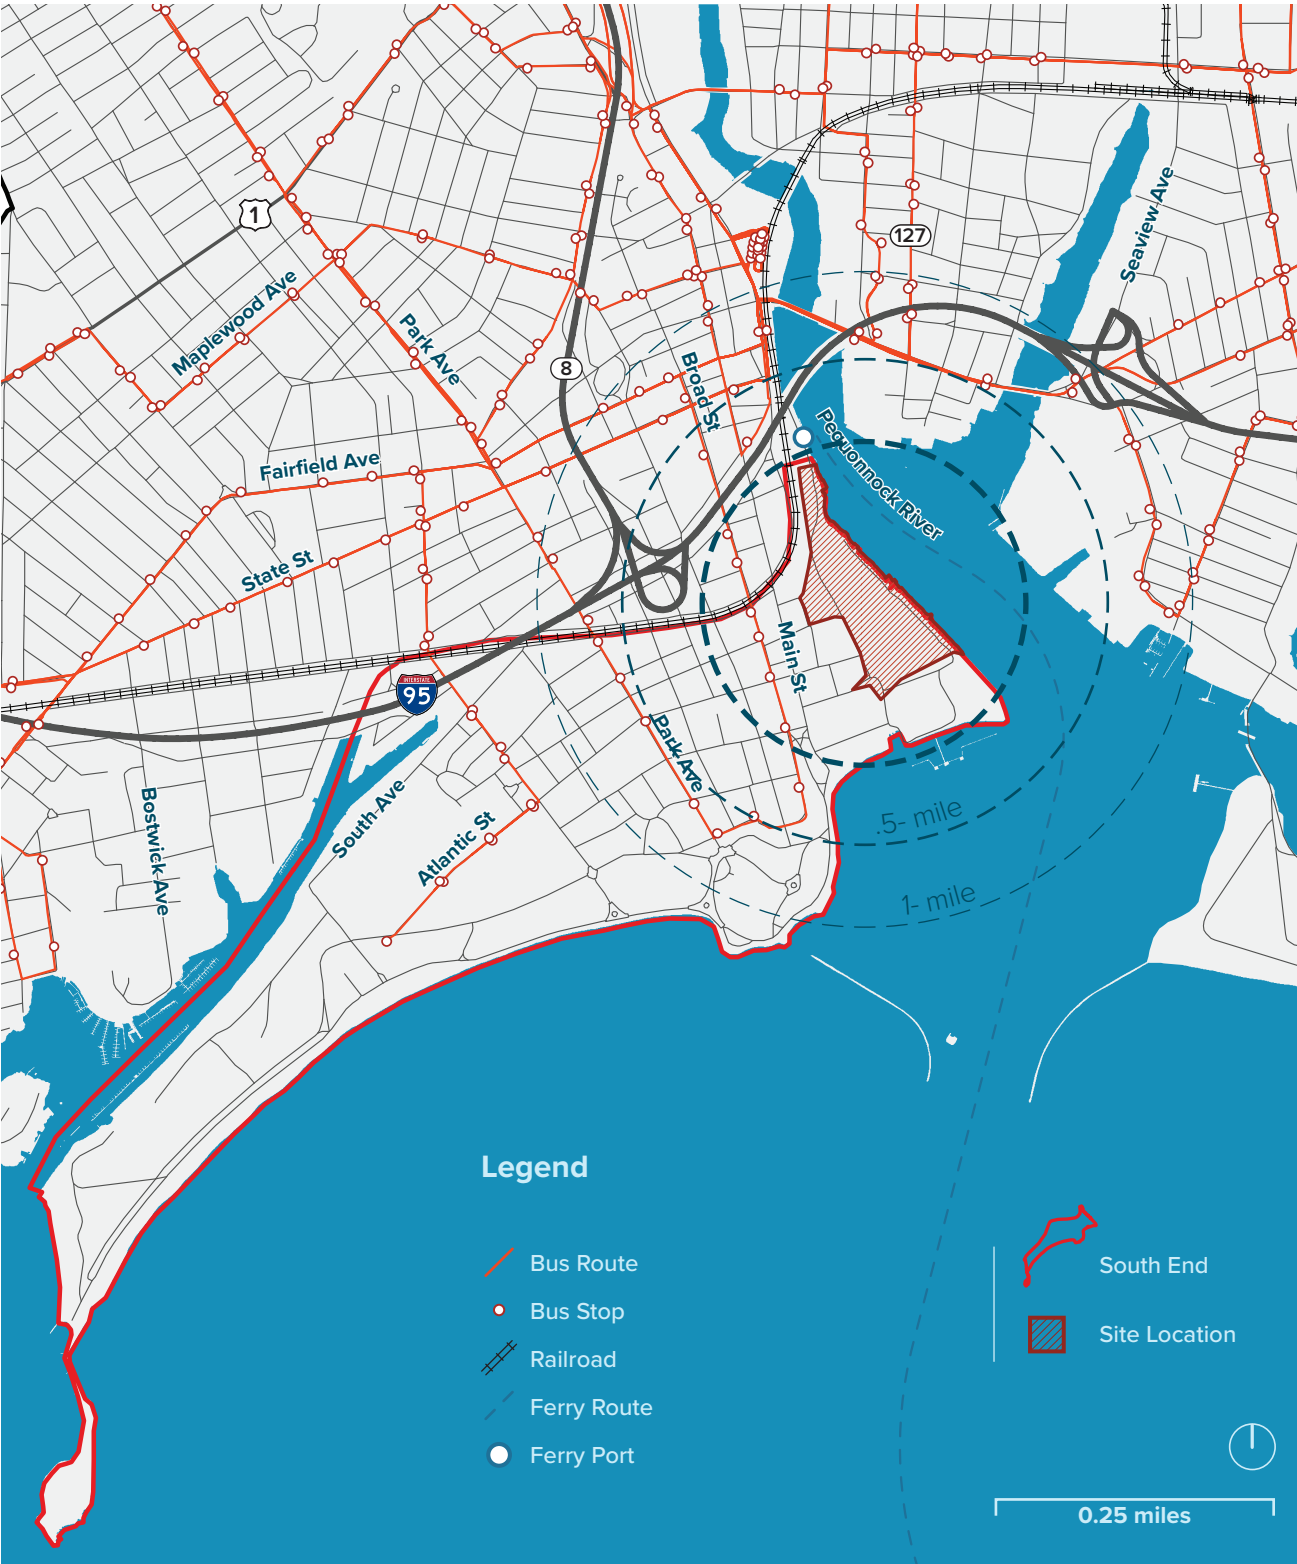 1
127
Seaview Ave
Maplewood Ave
Park Ave
8
Broad St
Pequonnock River
Fairfield Ave
State St
Main St
INTERSTATE
95
Park Ave
Bostwick Ave
South Ave
Atlantic St
.5- mile
1- mile
Legend
Bus Route
Bus Stop
Railroad
Ferry Route
Ferry Port
South End
Site Location
0.25 miles